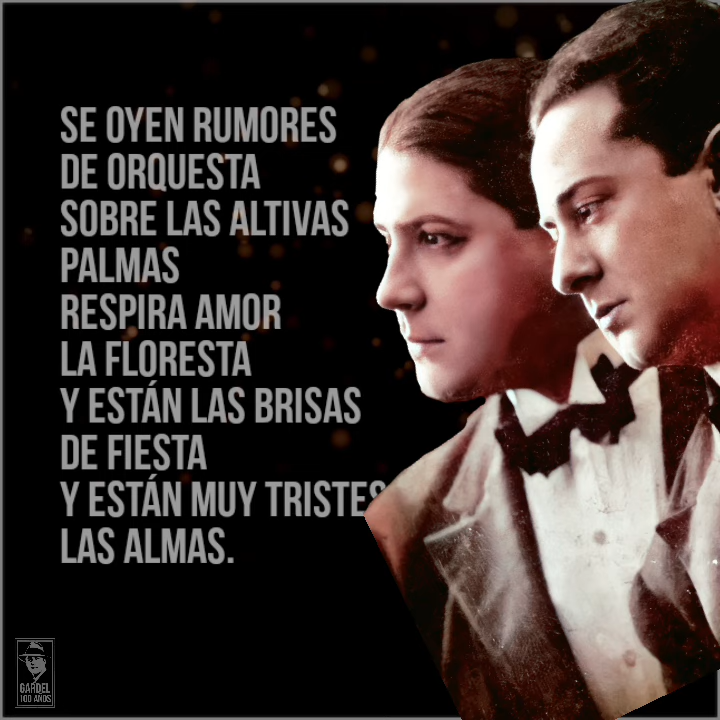 SE OYEN RUMORES
DE ORQUESTA
SOBRE LAS ALTIVAS
PALMAS
RESPIRA AMOR
LA FLORESTA
Y ESTÁN LAS BRISAS
DE FIESTA
Y ESTÁN MUY TRISTES
LAS ALMAS.
GARDEL
100 AÑOS